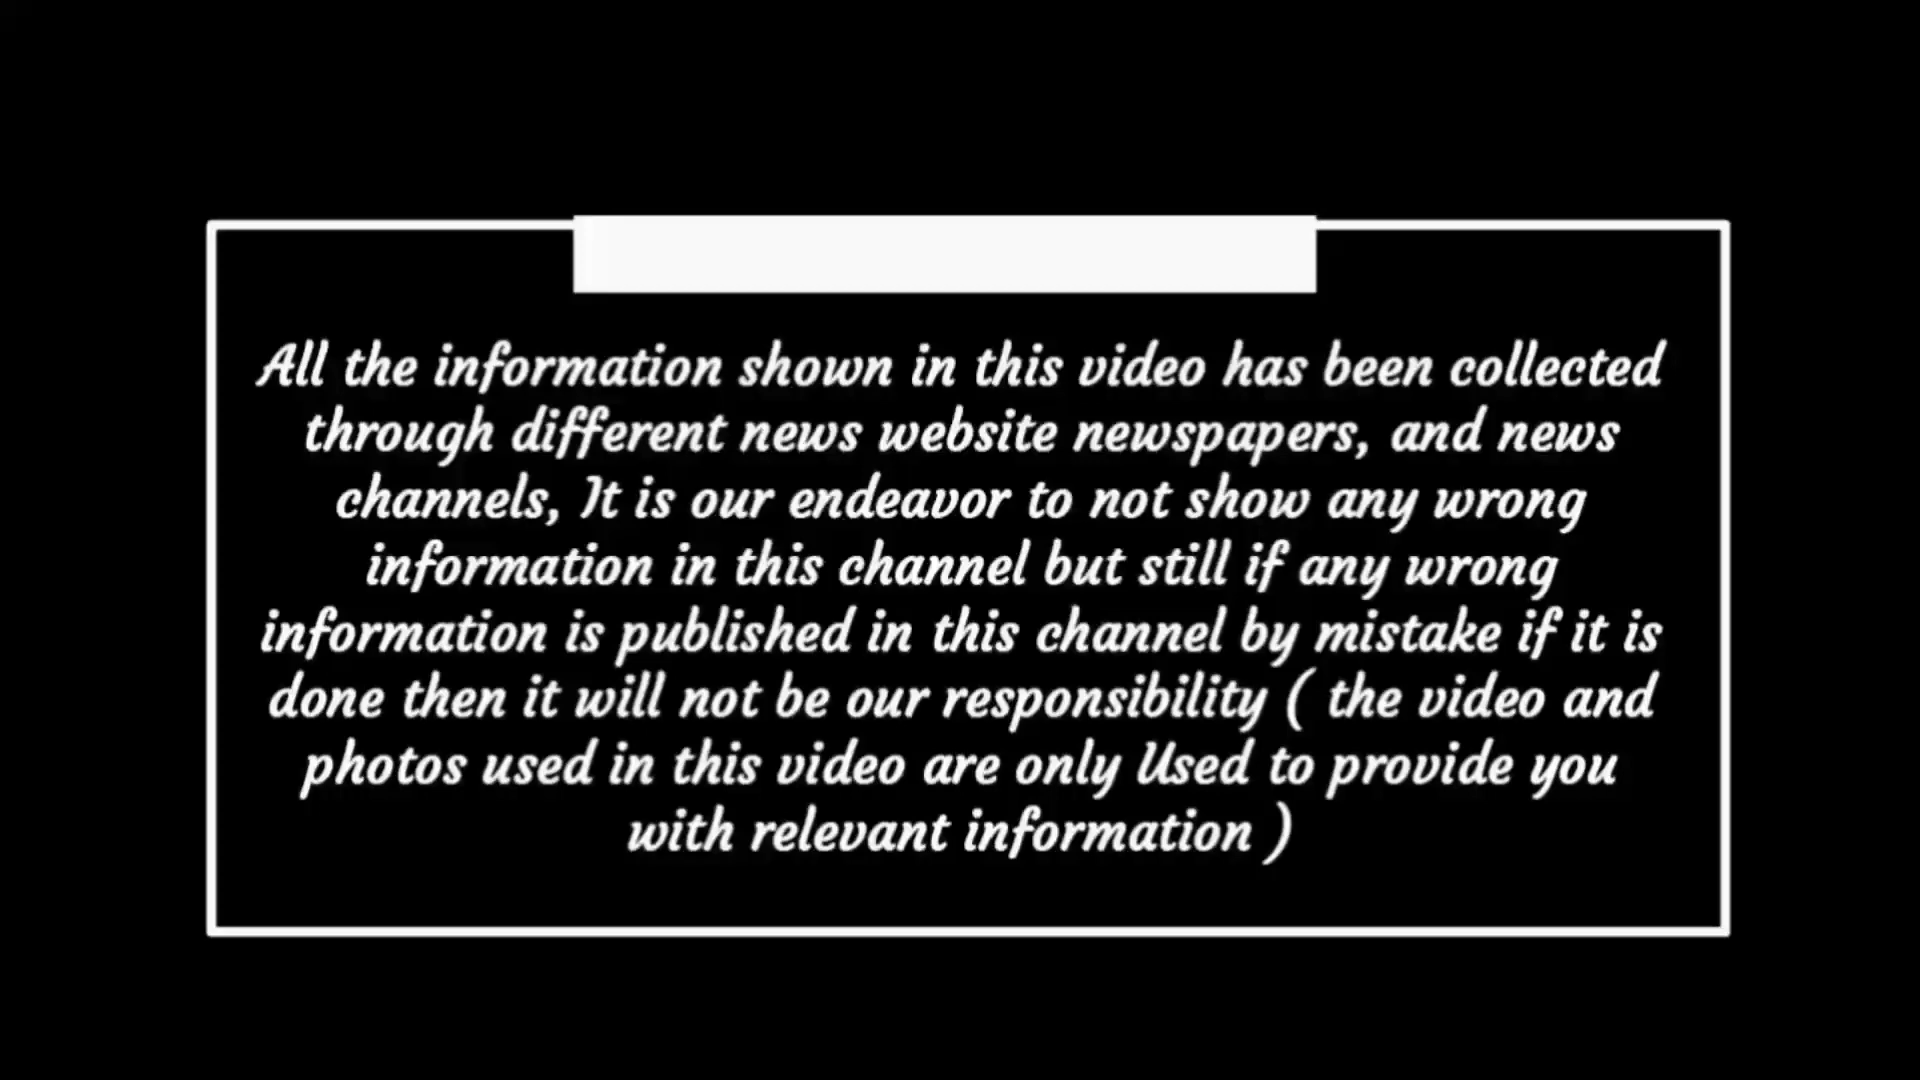 All the information shown in this video has been collected
through different news website newspapers, and news
channels, It is our endeavor to not show any wrong
information in this channel but still if any wrong
information is published in this channel by mistake if it is
done then it will not be our responsibility ( the video and
photos used in this video are only Used to provide you
with relevant information )